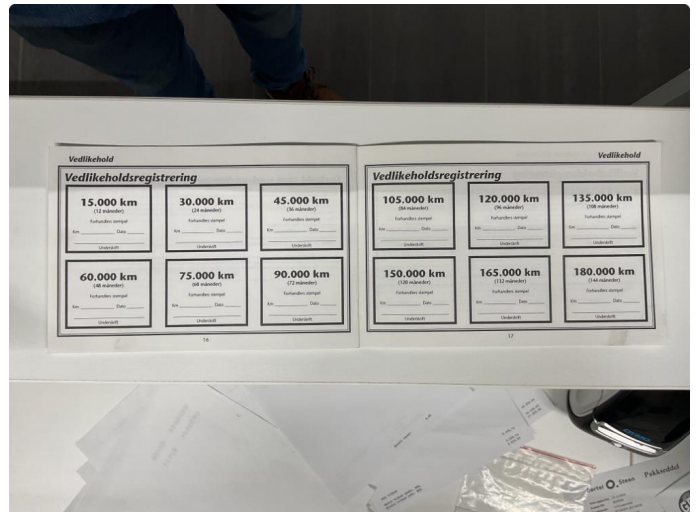 Vedlikehold
Vedlikeholdsregistrering
15.000 km
(12 måneder)
Forhandlers stempel
Km Dato
Underskrift
30.000 km
(24 måneder)
Forhandlers stempel
Km Dato
Underskrift
45.000 km
(36 måneder)
Forhandlers stempel
Km Dato
Underskrift
60.000 km
(48 måneder)
Forhandlers stempel
Km Dato
Underskrift
75.000 km
(60 måneder)
Forhandlers stempel
Km Dato
Underskrift
90.000 km
(72 måneder)
Forhandlers stempel
Km Dato
Underskrift
16
Vedlikehold
Vedlikeholdsregistrering
105.000 km
(84 måneder)
Forhandlers stempel
Km Dato
Underskrift
120.000 km
(96 måneder)
Forhandlers stempel
Km Dato
Underskrift
135.000 km
(108 måneder)
Forhandlers stempel
Km Dato
Underskrift
150.000 km
(120 måneder)
Forhandlers stempel
Km Dato
Underskrift
165.000 km
(132 måneder)
Forhandlers stempel
Km Dato
Underskrift
180.000 km
(144 måneder)
Forhandlers stempel
Km Dato
Underskrift
17
Steen
Pakkseddel